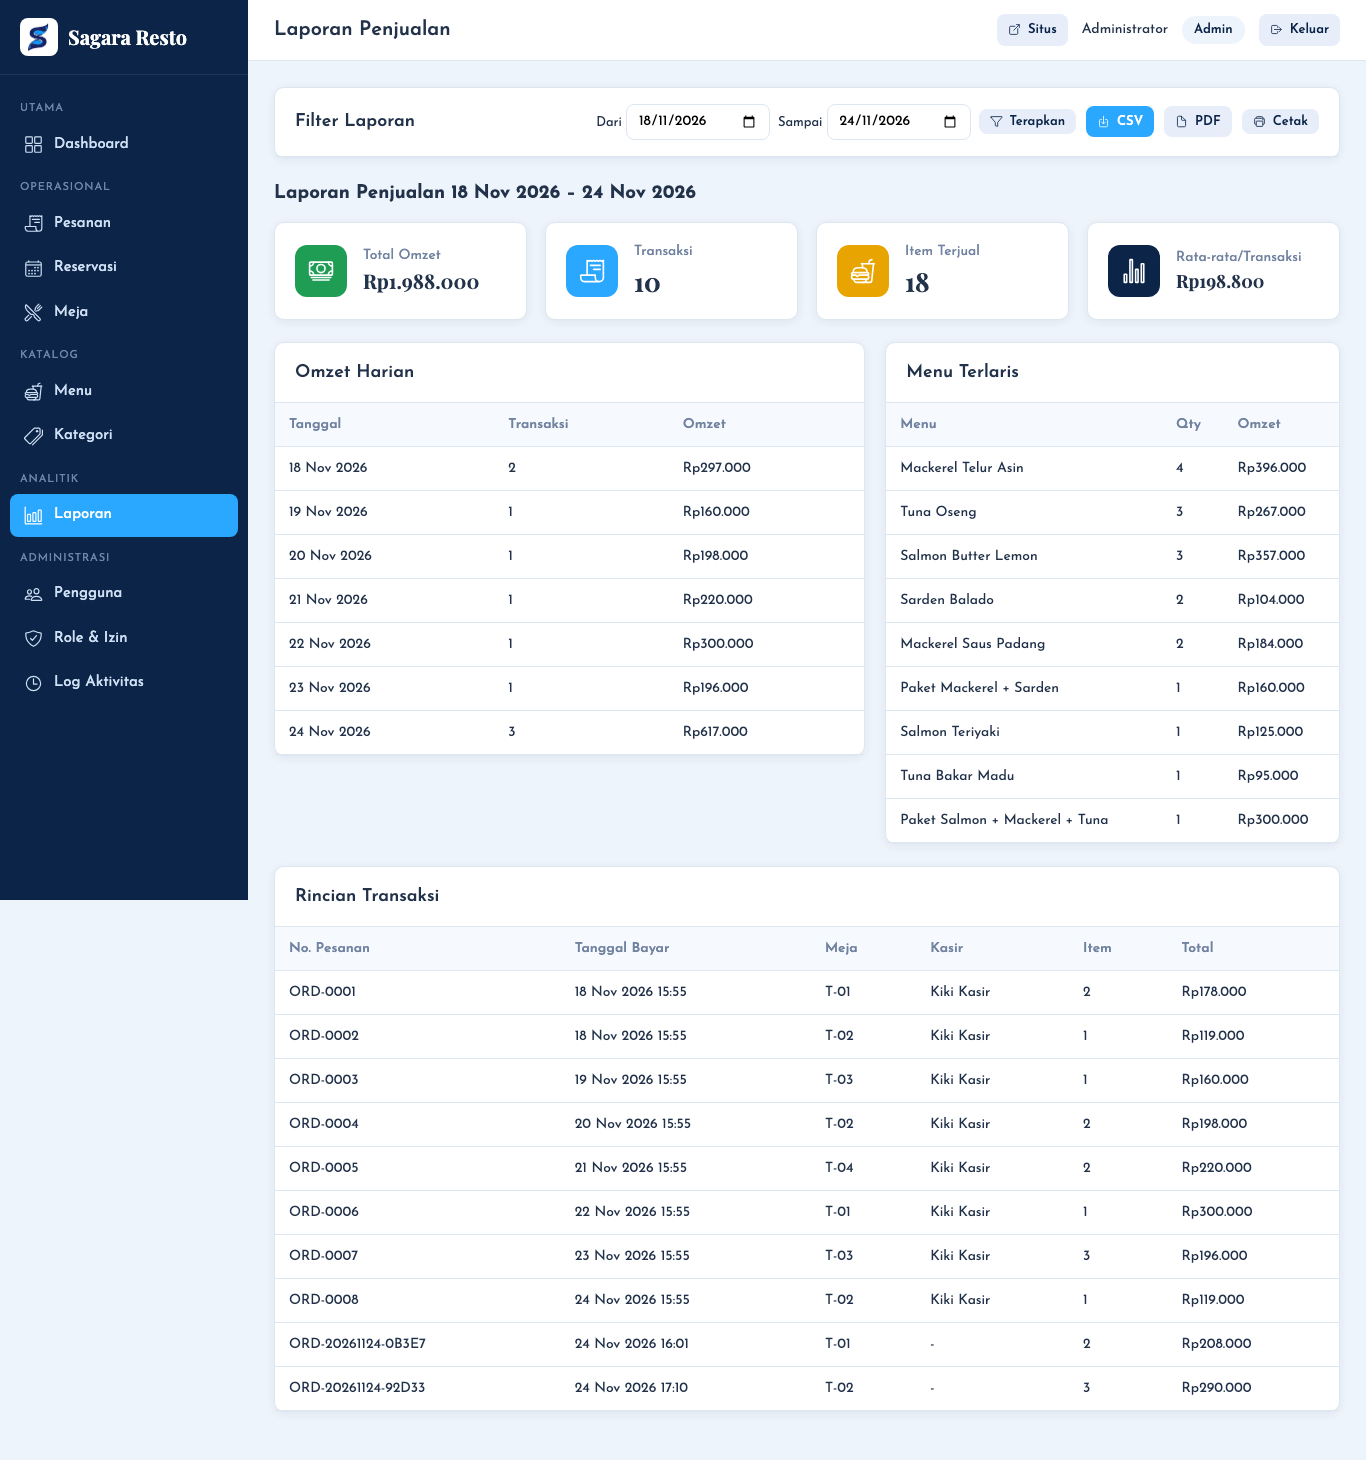 Sagara Resto
UTAMA
Dashboard
OPERASIONAL
Pesanan
Reservasi
Meja
KATALOG
Menu
Kategori
ANALITIK
Laporan
ADMINISTRASI
Pengguna
Role & Izin
Log Aktivitas
Laporan Penjualan
Situs Administrator Admin Keluar
Filter Laporan Dari 18/11/2026 Sampai 24/11/2026 Terapkan CSV PDF Cetak
Laporan Penjualan 18 Nov 2026 – 24 Nov 2026
Total Omzet
Rp1.988.000
Transaksi
10
Item Terjual
18
Rata-rata/Transaksi
Rp198.800
Omzet Harian
Tanggal Transaksi Omzet
18 Nov 2026 2 Rp297.000
19 Nov 2026 1 Rp160.000
20 Nov 2026 1 Rp198.000
21 Nov 2026 1 Rp220.000
22 Nov 2026 1 Rp300.000
23 Nov 2026 1 Rp196.000
24 Nov 2026 3 Rp617.000
Menu Terlaris
Menu Qty Omzet
Mackerel Telur Asin 4 Rp396.000
Tuna Oseng 3 Rp267.000
Salmon Butter Lemon 3 Rp357.000
Sarden Balado 2 Rp104.000
Mackerel Saus Padang 2 Rp184.000
Paket Mackerel + Sarden 1 Rp160.000
Salmon Teriyaki 1 Rp125.000
Tuna Bakar Madu 1 Rp95.000
Paket Salmon + Mackerel + Tuna 1 Rp300.000
Rincian Transaksi
No. Pesanan Tanggal Bayar Meja Kasir Item Total
ORD-0001 18 Nov 2026 15:55 T-01 Kiki Kasir 2 Rp178.000
ORD-0002 18 Nov 2026 15:55 T-02 Kiki Kasir 1 Rp119.000
ORD-0003 19 Nov 2026 15:55 T-03 Kiki Kasir 1 Rp160.000
ORD-0004 20 Nov 2026 15:55 T-02 Kiki Kasir 2 Rp198.000
ORD-0005 21 Nov 2026 15:55 T-04 Kiki Kasir 2 Rp220.000
ORD-0006 22 Nov 2026 15:55 T-01 Kiki Kasir 1 Rp300.000
ORD-0007 23 Nov 2026 15:55 T-03 Kiki Kasir 3 Rp196.000
ORD-0008 24 Nov 2026 15:55 T-02 Kiki Kasir 1 Rp119.000
ORD-20261124-0B3E7 24 Nov 2026 16:01 T-01 - 2 Rp208.000
ORD-20261124-92D33 24 Nov 2026 17:10 T-02 - 3 Rp290.000